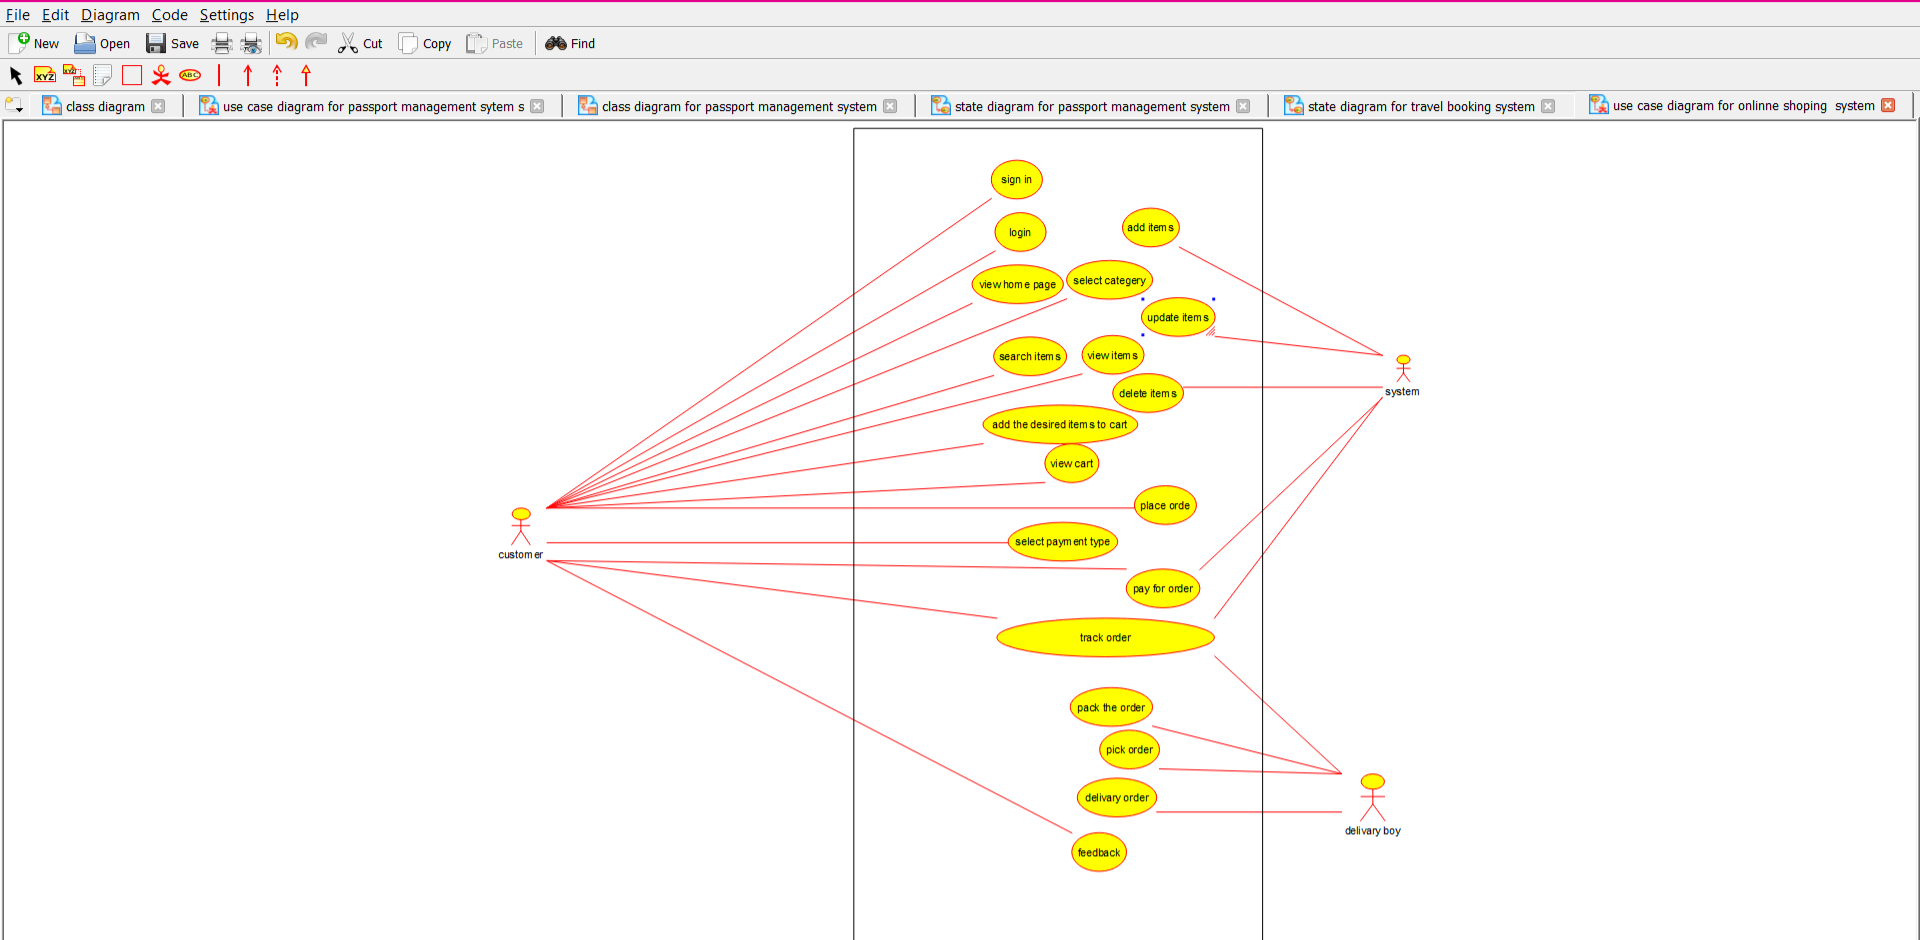 File Edit Diagram Code Settings Help
New Open Save Cut Copy Paste Find
XYZ XYZ ABC
class diagram use case diagram for passport management sytem s class diagram for passport management system state diagram for passport management system state diagram for travel booking system use case diagram for onlinne shoping system
sign in
add items
login
select category
view home page
update items
view items
search items
system
delete items
add the desired items to cart
view cart
place orde
select payment type
customer
pay for order
track order
pack the order
pick order
delivary order
delivary boy
feedback